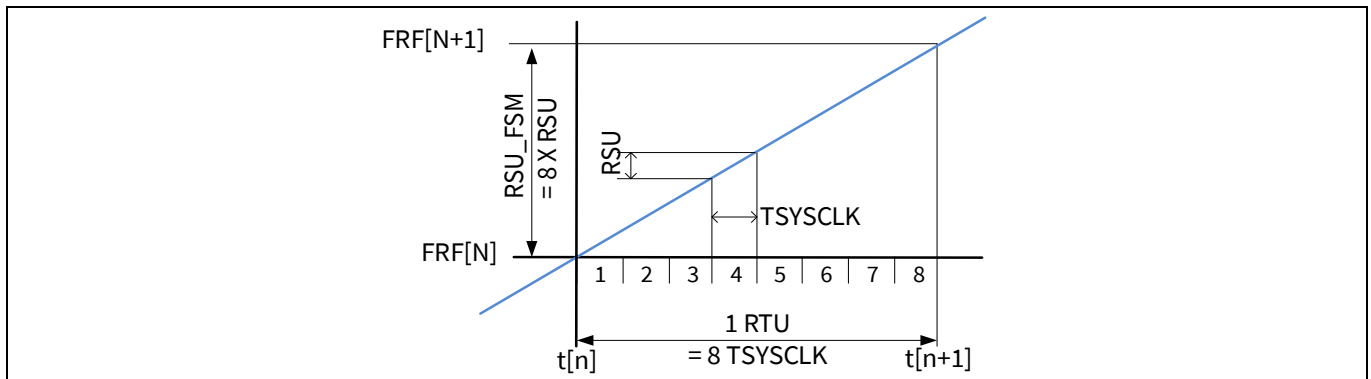 FRF[N+1]
RSU_FSM
= 8 X RSU
RSU
TSYSCLK
FRF[N]
1 2 3 4 5 6 7 8
1 RTU
= 8 TSYSCLK
t[n]
t[n+1]